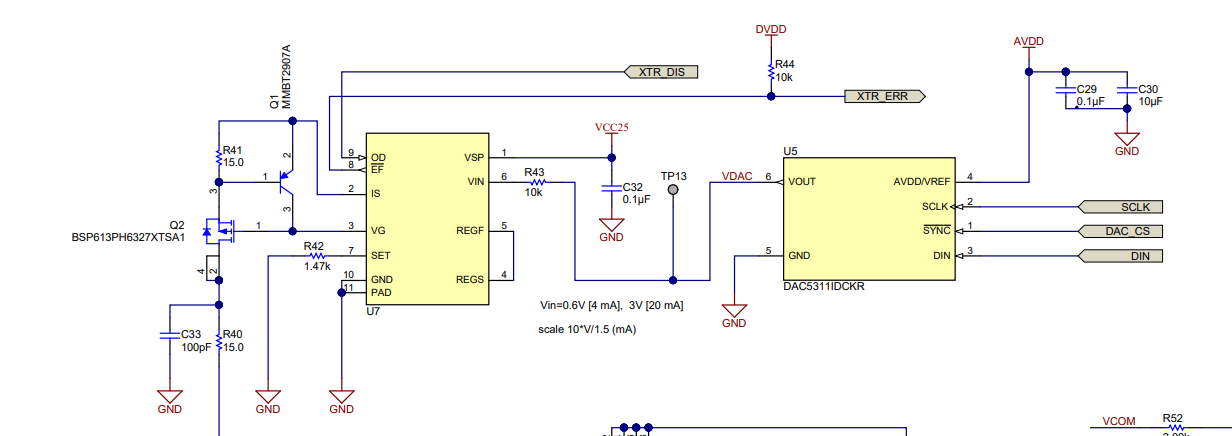 DVDD
R44
10k
XTR_DIS
XTR_ERR
AVDD
C29
0.1µF
C30
10µF
GND
Q1
MMBT2907A
R41
15.0
2
1
3
3
Q2
BSP613PH6327XTSA1
1
4
2
C33
100pF
R40
15.0
GND
GND
GND
R42
1.47k
9
8
2
3
7
10
11
OD
EF
IS
VG
SET
GND
PAD
U7
VSP
VIN
REGF
REGS
1
6
5
4
R43
10k
VCC25
C32
0.1µF
GND
TP13
VDAC
6
5
GND
U5
VOUT
GND
AVDD/VREF
SCLK
SYNC
DIN
DAC5311IDCKR
4
2
1
3
SCLK
DAC_CS
DIN
Vin=0.6V [4 mA], 3V [20 mA]
scale 10*V/1.5 (mA)
VCOM
R52